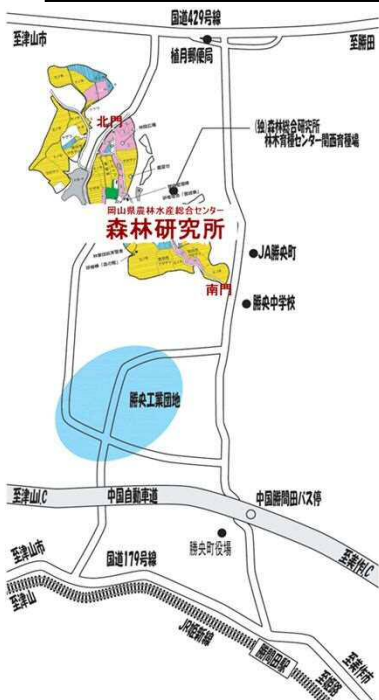 国道429号線
至津山市
至勝田
植月郵便局
北門
(独)森林総合研究所
林木育種センター関西育種場
岡山県農林水産総合センター
森林研究所
南門
JA勝央町
勝央中学校
勝央工業団地
至津山I.C
中国自動車道
中国勝間田バス停
至美作I.C
勝央町役場
至津山市
国道179号線
至津山
JR姫新線
勝間田駅
至美作市
至姫路